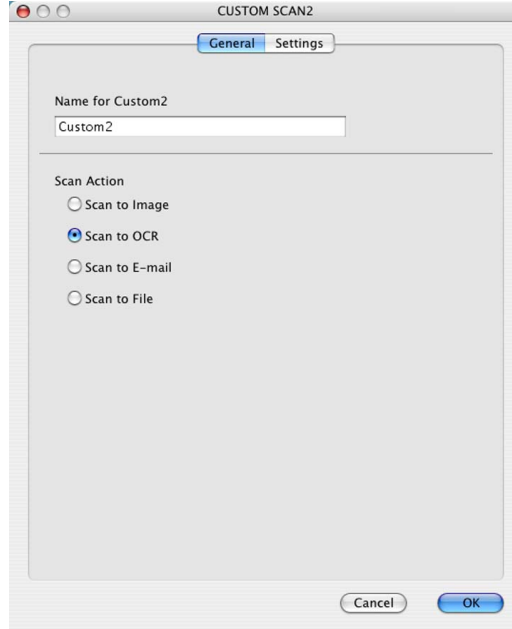 CUSTOM SCAN2
General Settings
Name for Custom2
Custom2
Scan Action
Scan to Image
Scan to OCR
Scan to E-mail
Scan to File
Cancel OK